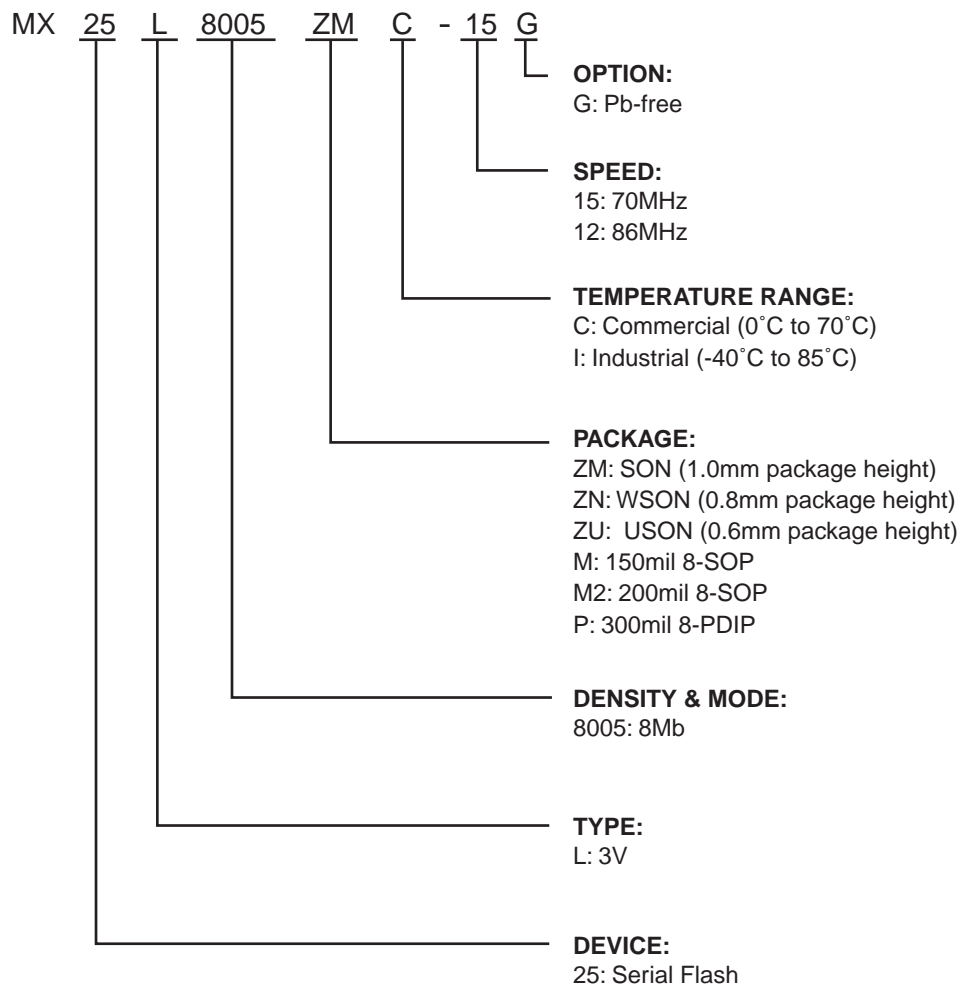 MX 25 L 8005 ZM C - 15 G
OPTION:
G: Pb-free
SPEED:
15: 70MHz
12: 86MHz
TEMPERATURE RANGE:
C: Commercial (0˚C to 70˚C)
I: Industrial (-40˚C to 85˚C)
PACKAGE:
ZM: SON (1.0mm package height)
ZN: WSON (0.8mm package height)
ZU: USON (0.6mm package height)
M: 150mil 8-SOP
M2: 200mil 8-SOP
P: 300mil 8-PDIP
DENSITY & MODE:
8005: 8Mb
TYPE:
L: 3V
DEVICE:
25: Serial Flash